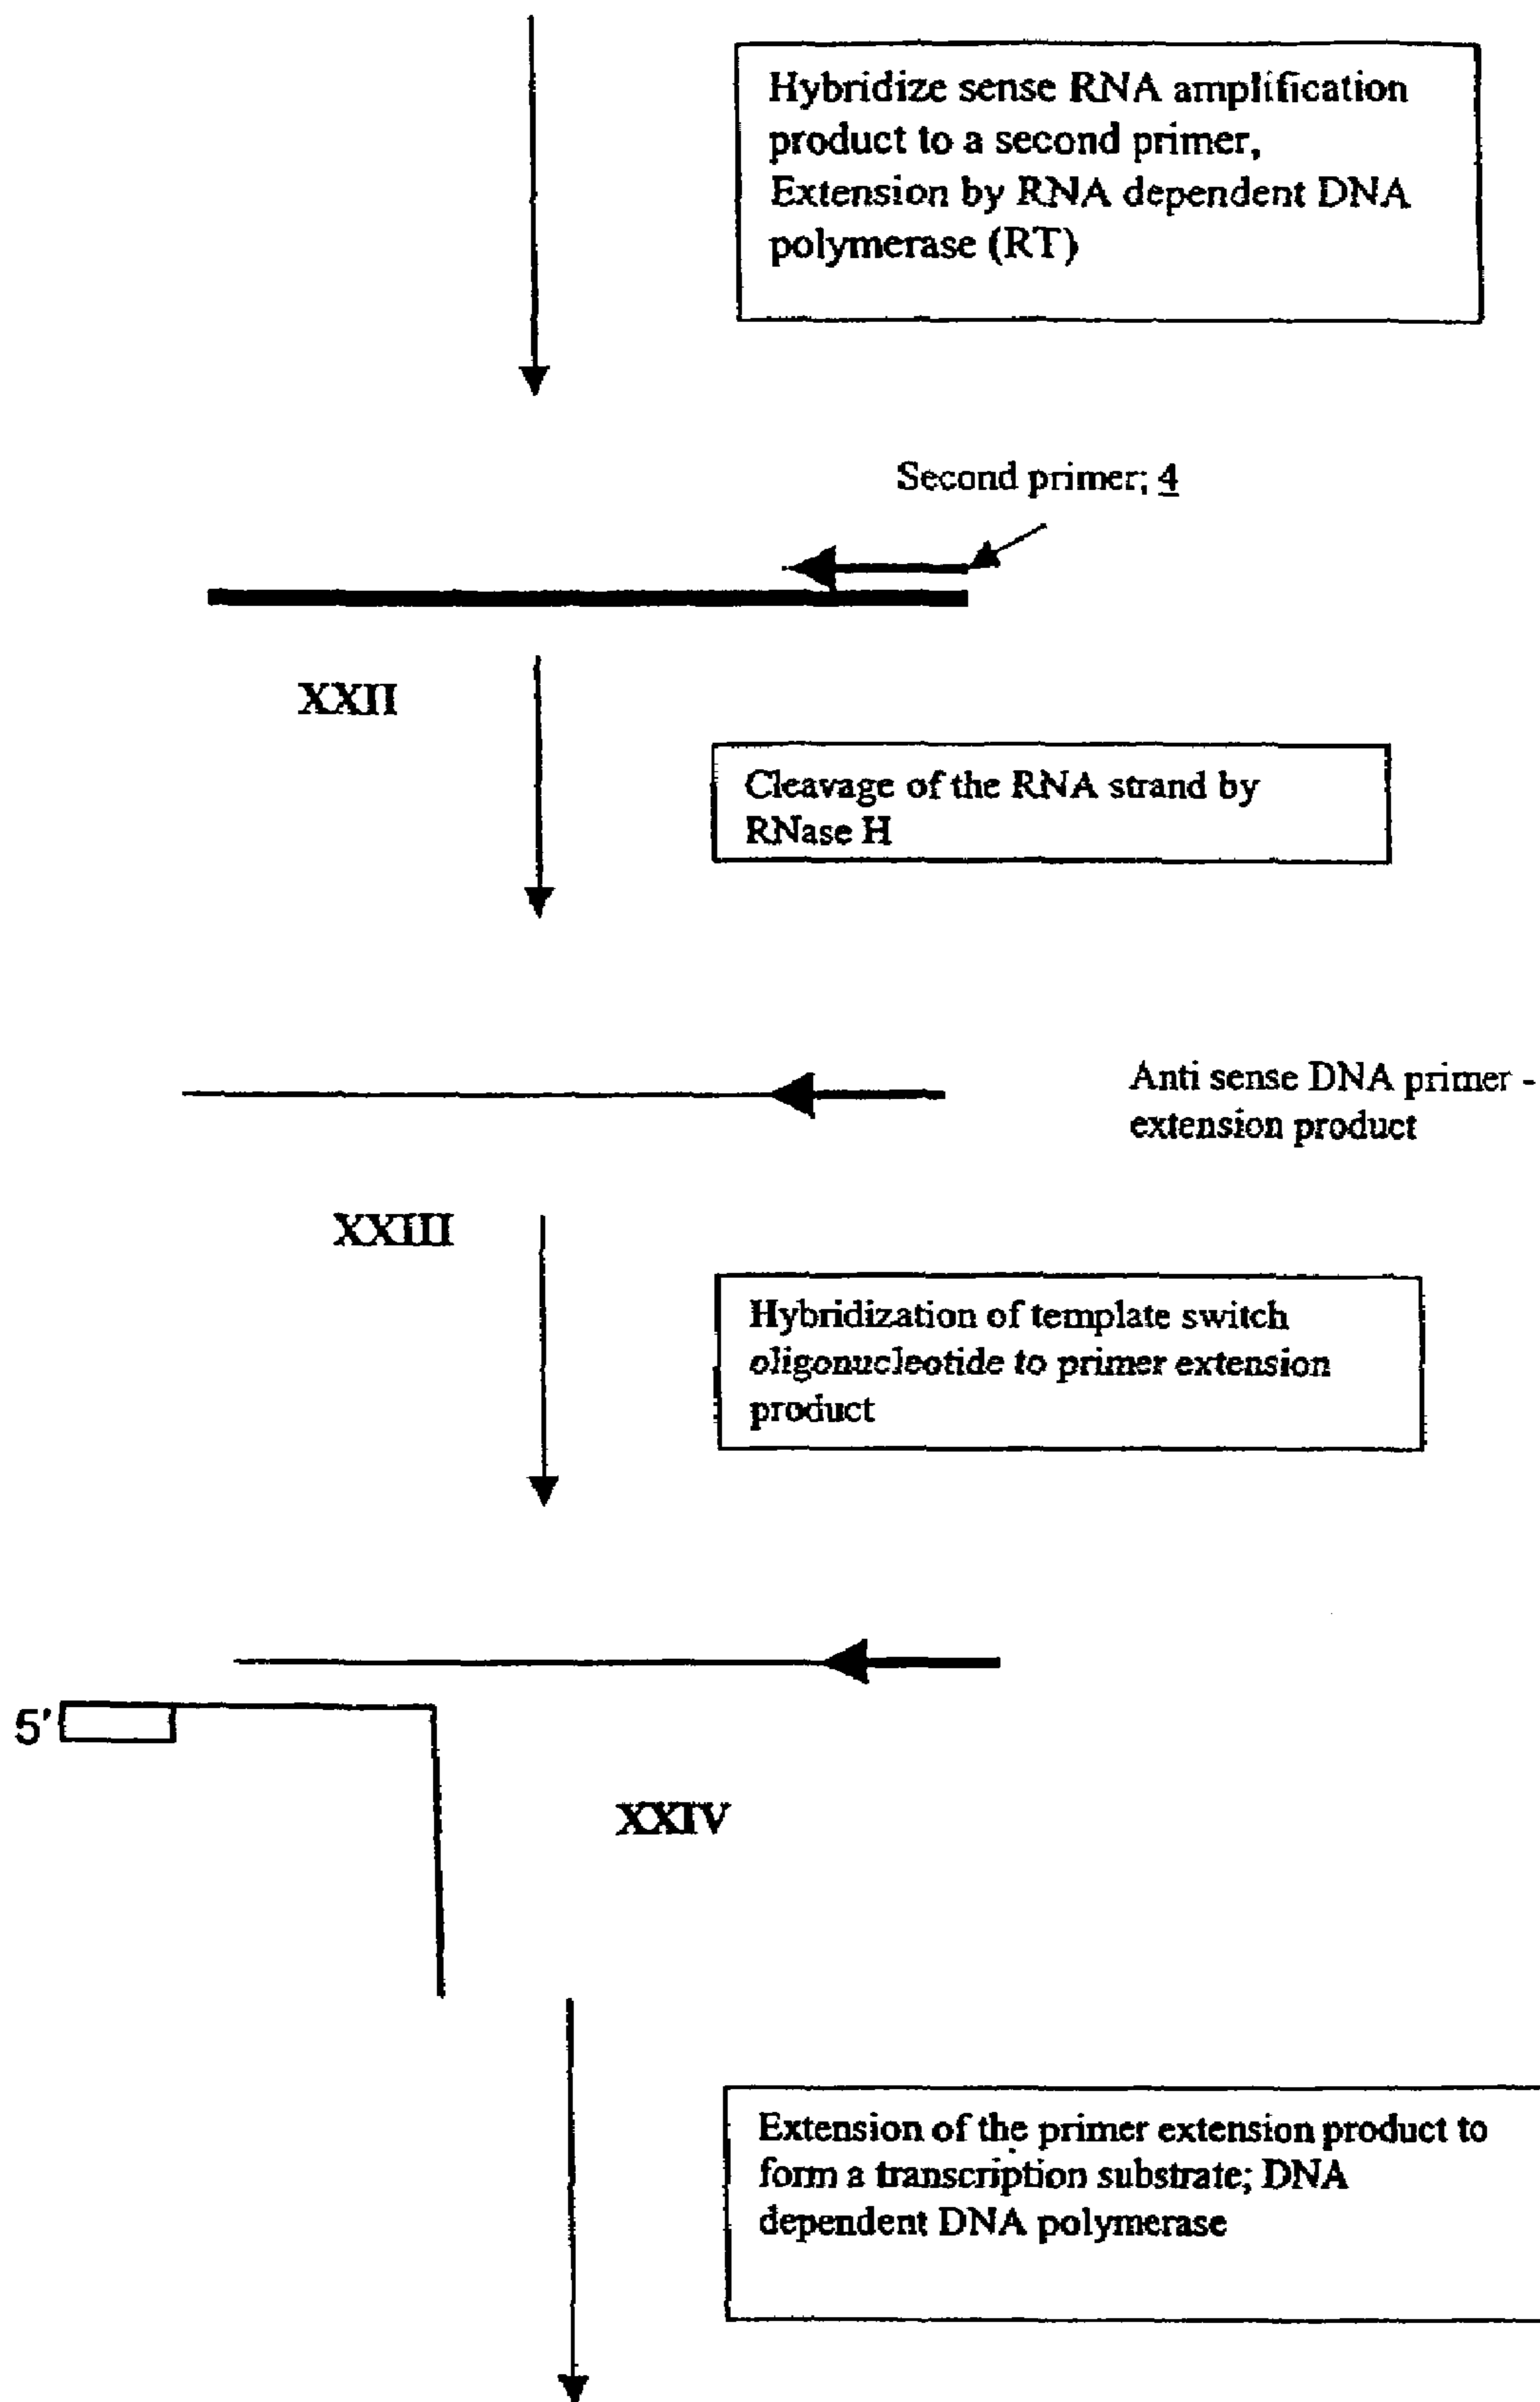 Hybridize sense RNA amplification
product to a second primer,
Extension by RNA dependent DNA
polymerase (RT)
Second primer; 4
XXII
Cleavage of the RNA strand by
RNase H
Anti sense DNA primer -
extension product
XXIII
Hybridization of template switch
oligonucleotide to primer extension
product
5'
XXIV
Extension of the primer extension product to
form a transcription substrate; DNA
dependent DNA polymerase